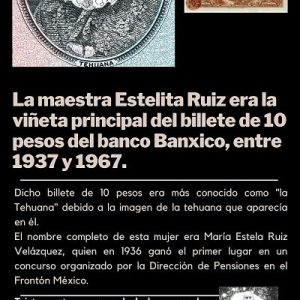 TEHUANA
La maestra Estelita Ruiz era la
viñeta principal del billete de 10
pesos del banco Banxico, entre
1937 y 1967.
Dicho billete de 10 pesos era más conocido como "la
Tehuana" debido a la imagen de la tehuana que aparecía
en él.
El nombre completo de esta mujer era María Estela Ruiz
Velázquez, quien en 1936 ganó el primer lugar en un
concurso organizado por la Dirección de Pensiones en el
Frontón México.